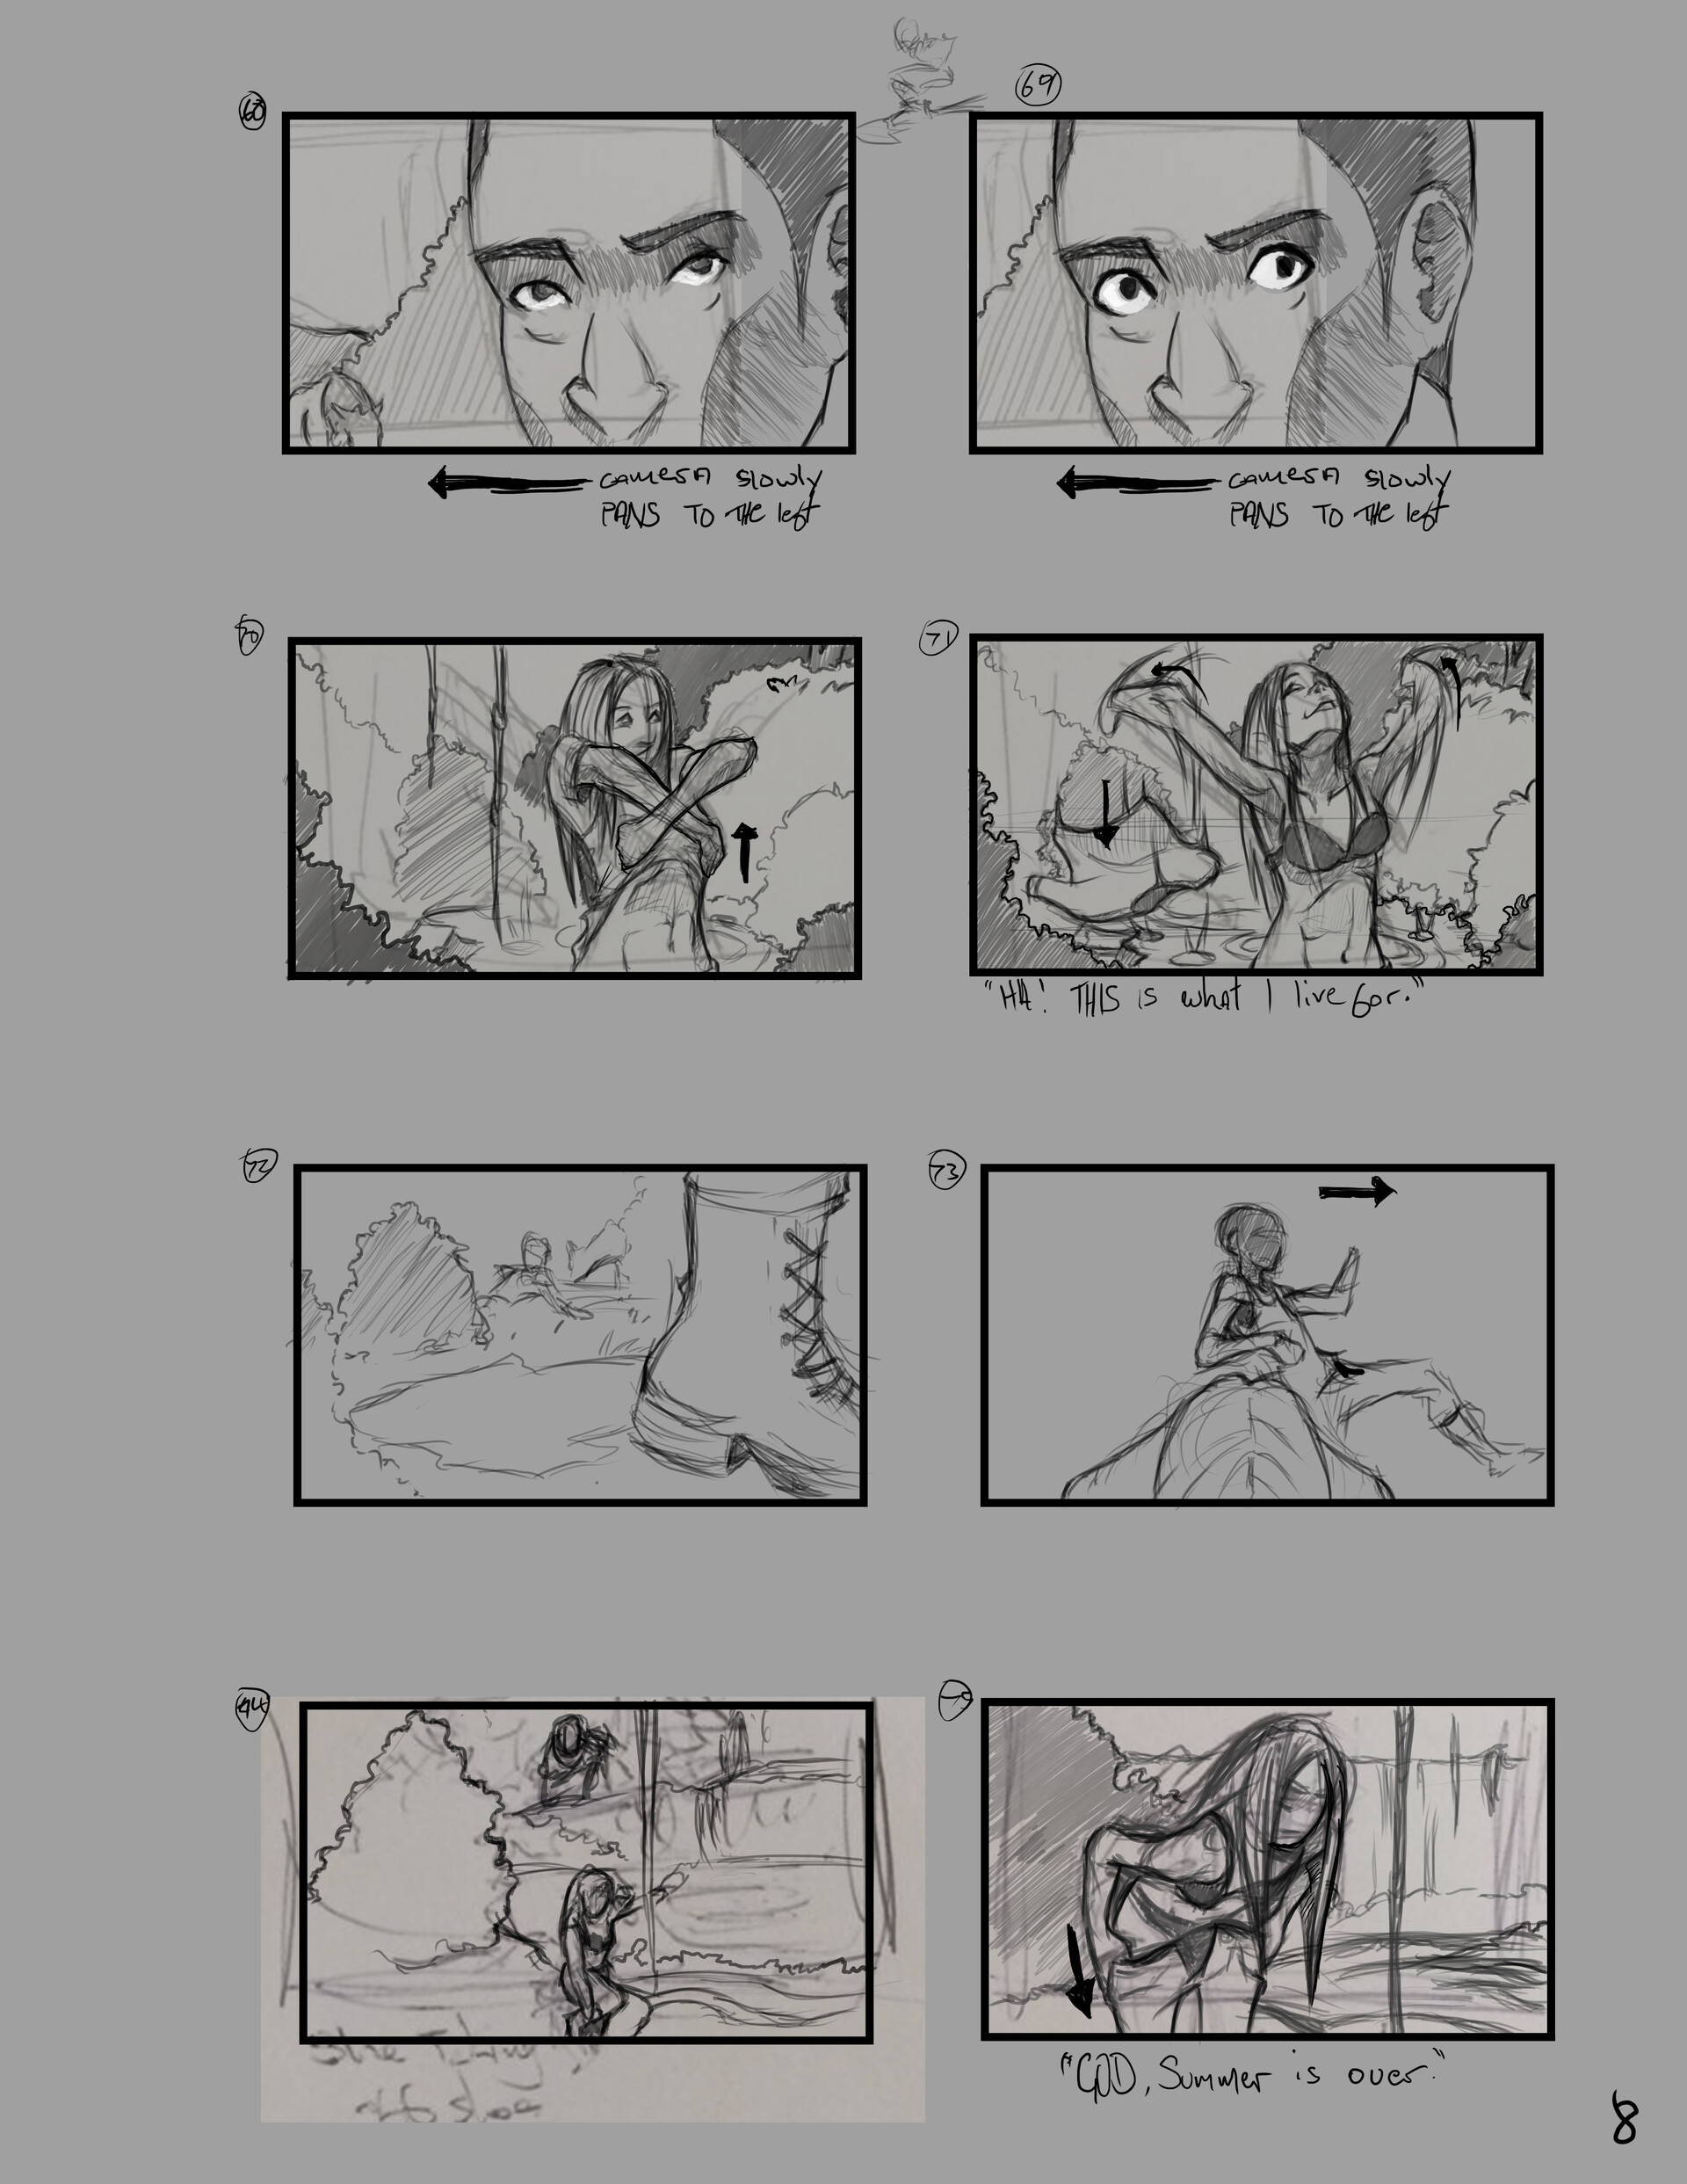 69
CAMERA SLOWLY
PANS TO THE left
CAMERA SLOWLY
PANS TO THE left
70
71
"HA! THIS is what I live for."
72
73
She
"GOD, Summer is over."
8